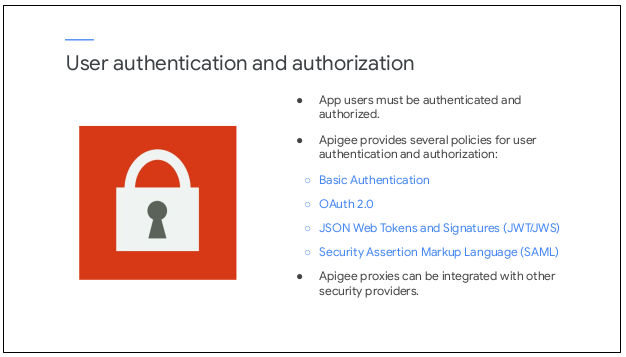 User authentication and authorization
● App users must be authenticated and
authorized.
● Apigee provides several policies for user
authentication and authorization:
○ Basic Authentication
○ OAuth 2.0
○ JSON Web Tokens and Signatures (JWT/JWS)
○ Security Assertion Markup Language (SAML)
● Apigee proxies can be integrated with other
security providers.